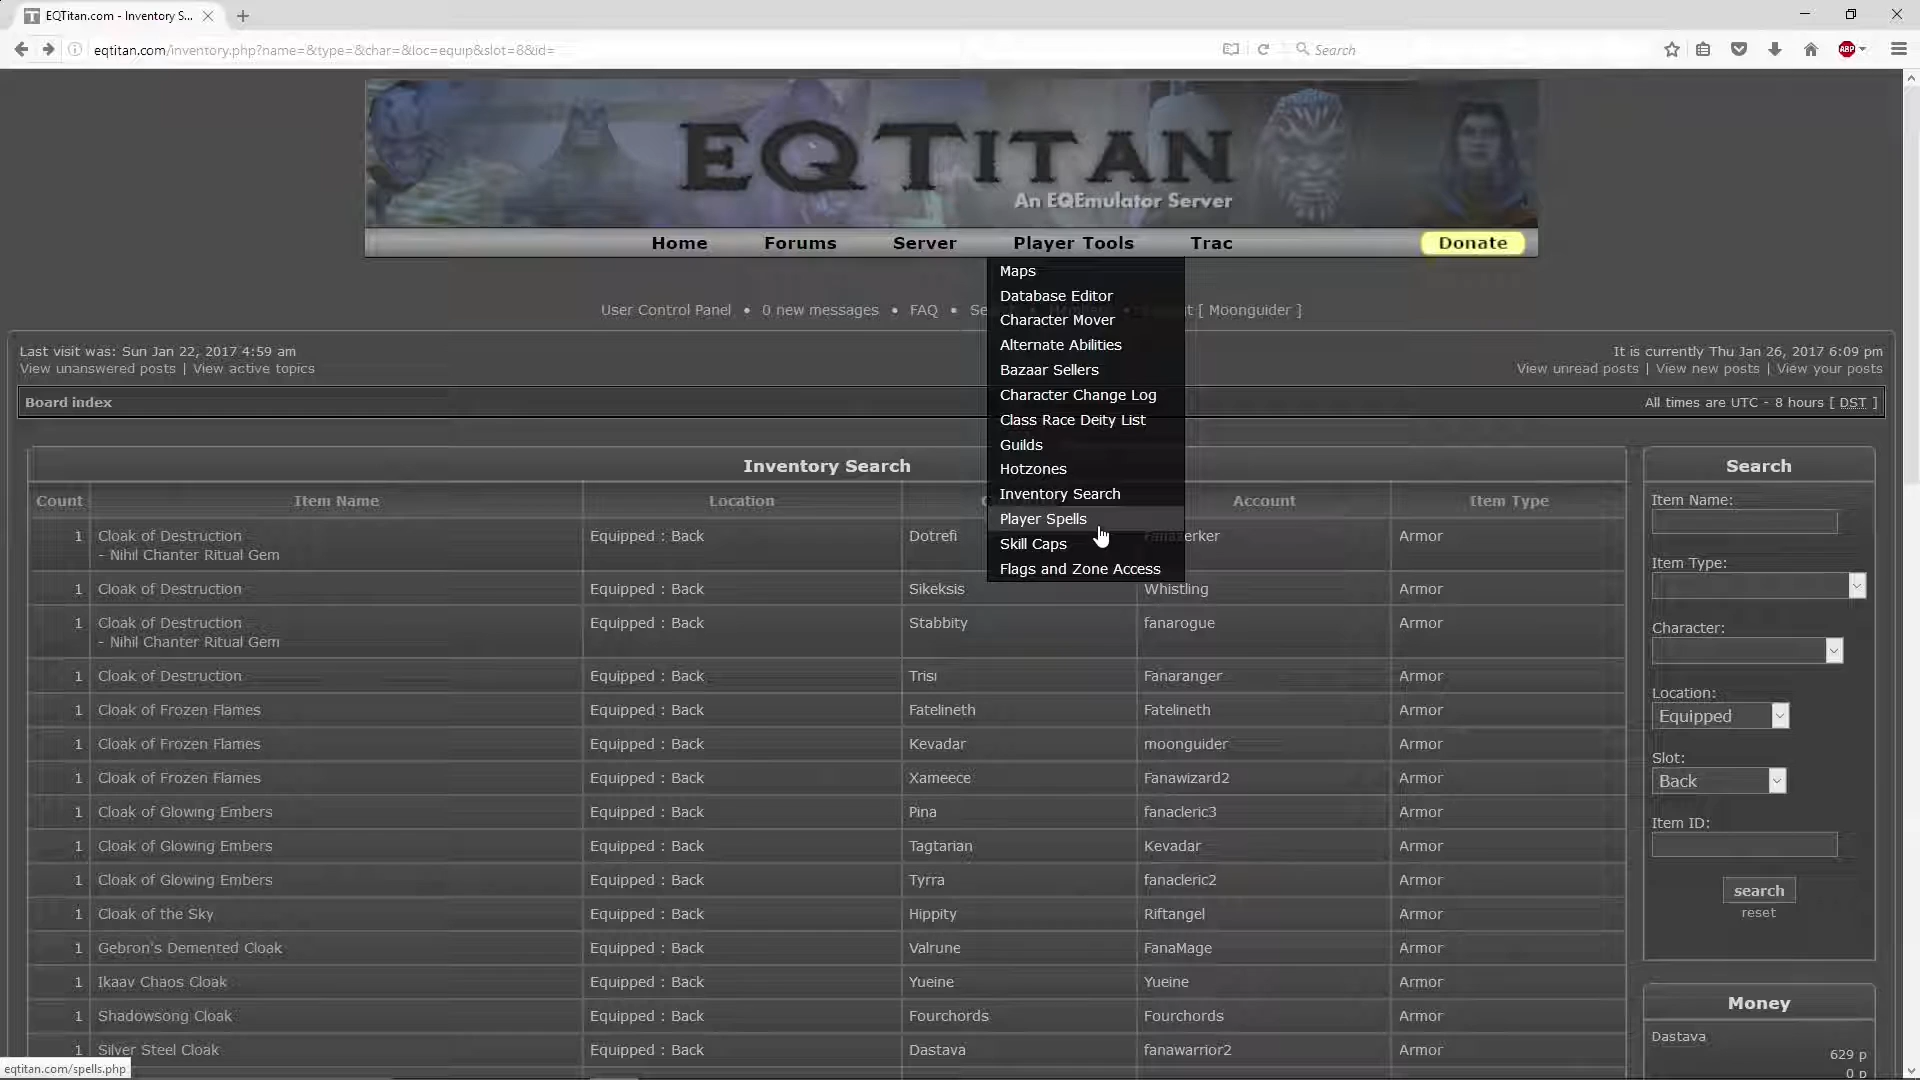 EQTitan.com - Inventory S...
eqtitan.com/inventory.php?name=&type=&char=&loc=equip&slot=8&id=
Search
ABP
EQTITAN
An EQEmulator Server
Home Forums Server Player Tools Trac Donate
Maps
Database Editor
Character Mover
Alternate Abilities
Bazaar Sellers
Character Change Log
Class Race Deity List
Guilds
Hotzones
Inventory Search
Player Spells
Skill Caps
Flags and Zone Access
User Control Panel • 0 new messages • FAQ • [ Moonguider ]
Last visit was: Sun Jan 22, 2017 4:59 am
It is currently Thu Jan 26, 2017 6:09 pm
View unanswered posts | View active topics
View unread posts | View new posts | View your posts
Board index
All times are UTC - 8 hours [ DST ]
Inventory Search
Count Item Name Location Account Item Type
1 Cloak of Destruction Equipped : Back Dotrefi Armor
- Nihil Chanter Ritual Gem
1 Cloak of Destruction Equipped : Back Sikeksis Whistling Armor
1 Cloak of Destruction Equipped : Back Stabbity fanarogue Armor
- Nihil Chanter Ritual Gem
1 Cloak of Destruction Equipped : Back Trisi Fanaranger Armor
1 Cloak of Frozen Flames Equipped : Back Fatelineth Fatelineth Armor
1 Cloak of Frozen Flames Equipped : Back Kevadar moonguider Armor
1 Cloak of Frozen Flames Equipped : Back Xameece Fanawizard2 Armor
1 Cloak of Glowing Embers Equipped : Back Pina fanacleric3 Armor
1 Cloak of Glowing Embers Equipped : Back Tagtarian Kevadar Armor
1 Cloak of Glowing Embers Equipped : Back Tyrra fanacleric2 Armor
1 Cloak of the Sky Equipped : Back Hippity Riftangel Armor
1 Gebron's Demented Cloak Equipped : Back Valrune FanaMage Armor
1 Ikaav Chaos Cloak Equipped : Back Yueine Yueine Armor
1 Shadowsong Cloak Equipped : Back Fourchords Fourchords Armor
1 Silver Steel Cloak Equipped : Back Dastava fanawarrior2 Armor
Search
Item Name:
Item Type:
Character:
Location:
Equipped
Slot:
Back
Item ID:
search
reset
Money
Dastava
629 p
0 p
eqtitan.com/spells.php